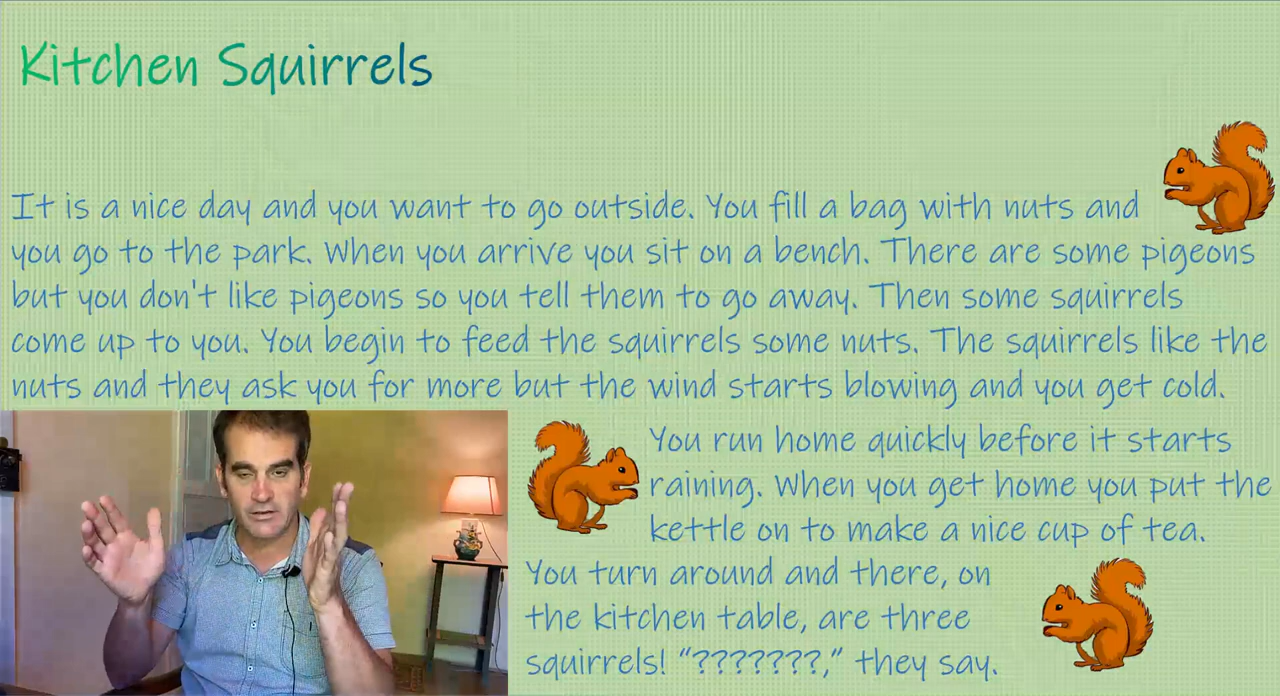 Kitchen Squirrels
It is a nice day and you want to go outside. You fill a bag with nuts and
you go to the park. When you arrive you sit on a bench. There are some pigeons
but you don't like pigeons so you tell them to go away. Then some squirrels
come up to you. You begin to feed the squirrels some nuts. The squirrels like the
nuts and they ask you for more but the wind starts blowing and you get cold.
You run home quickly before it starts
raining. When you get home you put the
kettle on to make a nice cup of tea.
You turn around and there, on
the kitchen table, are three
squirrels! “???????,” they say.